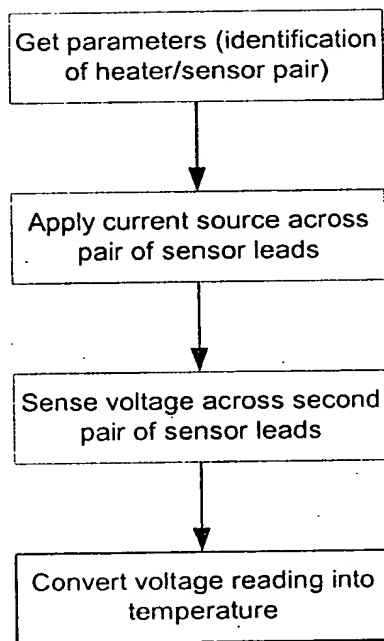 Get parameters (identification
of heater/sensor pair)
Apply current source across
pair of sensor leads
Sense voltage across second
pair of sensor leads
Convert voltage reading into
temperature